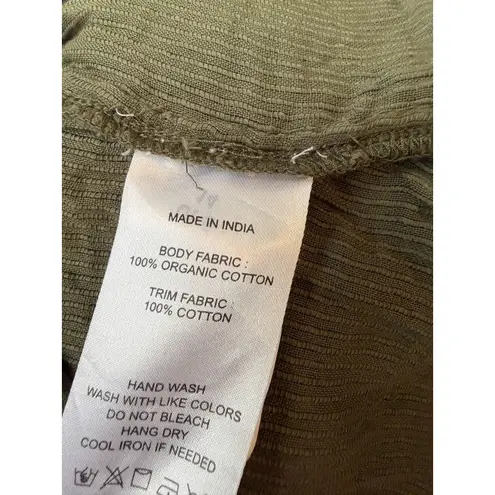 MADE IN INDIA
BODY FABRIC :
100% ORGANIC COTTON
TRIM FABRIC :
100% COTTON
HAND WASH
WASH WITH LIKE COLORS
DO NOT BLEACH
HANG DRY
COOL IRON IF NEEDED